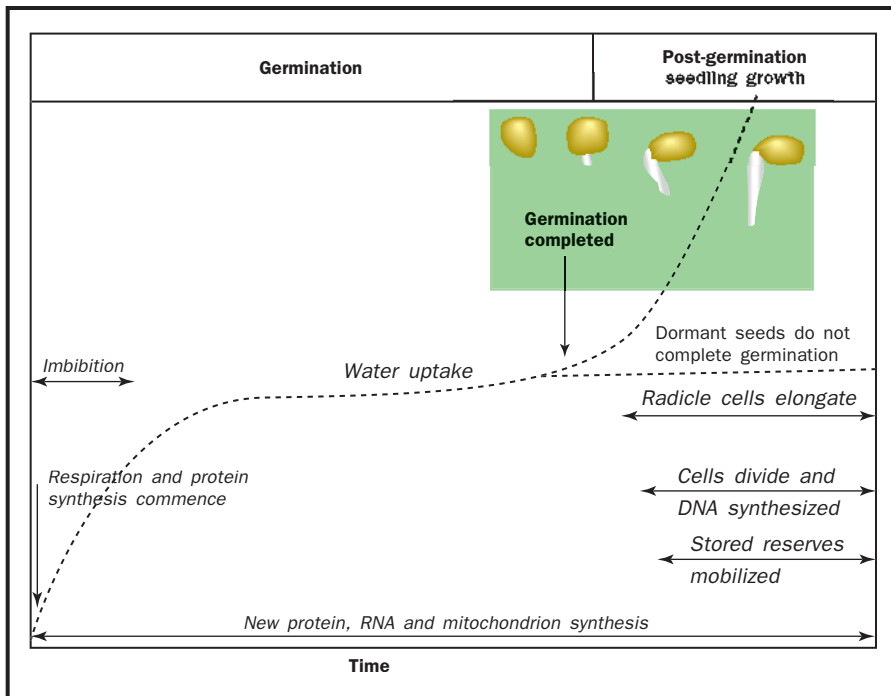 Germination
Post-germination
seedling growth
Germination
completed
Dormant seeds do not
complete germination
Imbibition
Water uptake
Radicle cells elongate
Respiration and protein
synthesis commence
Cells divide and
DNA synthesized
Stored reserves
mobilized
New protein, RNA and mitochondrion synthesis
Time